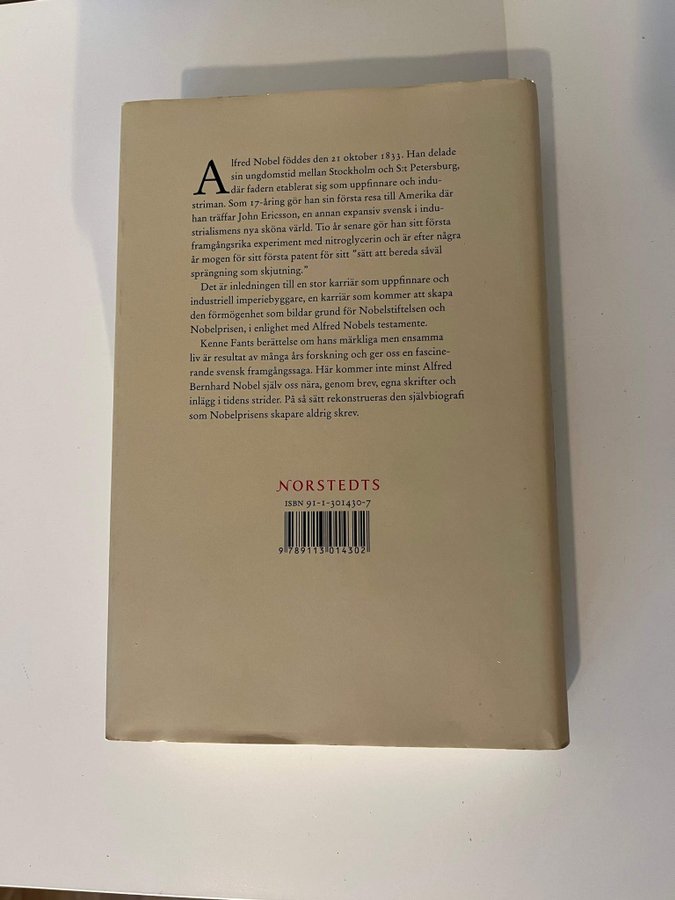 Alfred Nobel föddes den 21 oktober 1833. Han delade
sin ungdomstid mellan Stockholm och S:t Petersburg,
där fadern etablerat sig som uppfinnare och indu-
striman. Som 17-åring gör han sin första resa till Amerika där
han träffar John Ericsson, en annan expansiv svensk i indu-
strialismens nya sköna värld. Tio år senare gör han sitt första
framgångsrika experiment med nitroglycerin och är efter några
år mogen för sitt första patent för sitt "sätt att bereda såväl
sprängning som skjutning."
Det är inledningen till en stor karriär som uppfinnare och
industriell imperiebyggare, en karriär som kommer att skapa
den förmögenhet som bildar grund för Nobelstiftelsen och
Nobelprisen, i enlighet med Alfred Nobels testamente.
Kenne Fants berättelse om hans märkliga men ensamma
liv är resultat av många års forskning och ger oss en fascine-
rande svensk framgångssaga. Här kommer inte minst Alfred
Bernhard Nobel själv oss nära, genom brev, egna skrifter och
inlägg i tidens strider. På så sätt rekonstrueras den självbiografi
som Nobelprisens skapare aldrig skrev.
NORSTEDTS
ISBN 91-1-301430-7
9 789113 014302